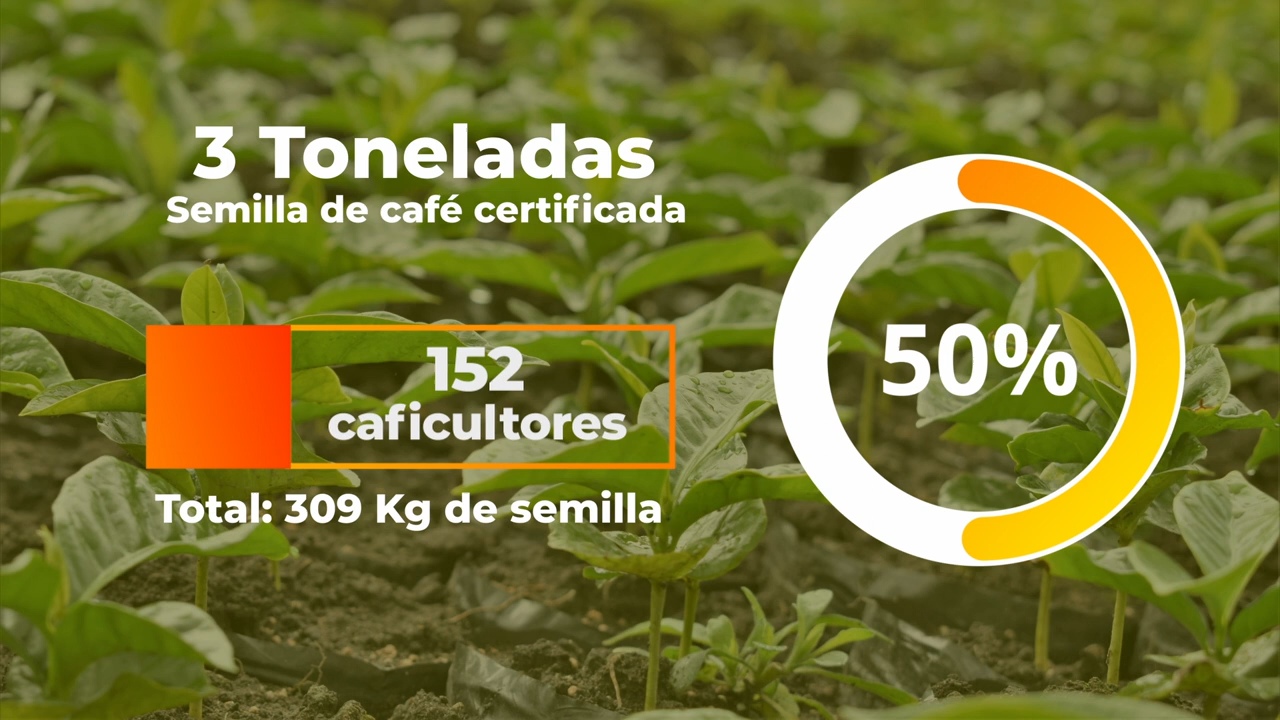 3 Toneladas
Semilla de café certificada
152
caficultores
Total: 309 Kg de semilla
50%